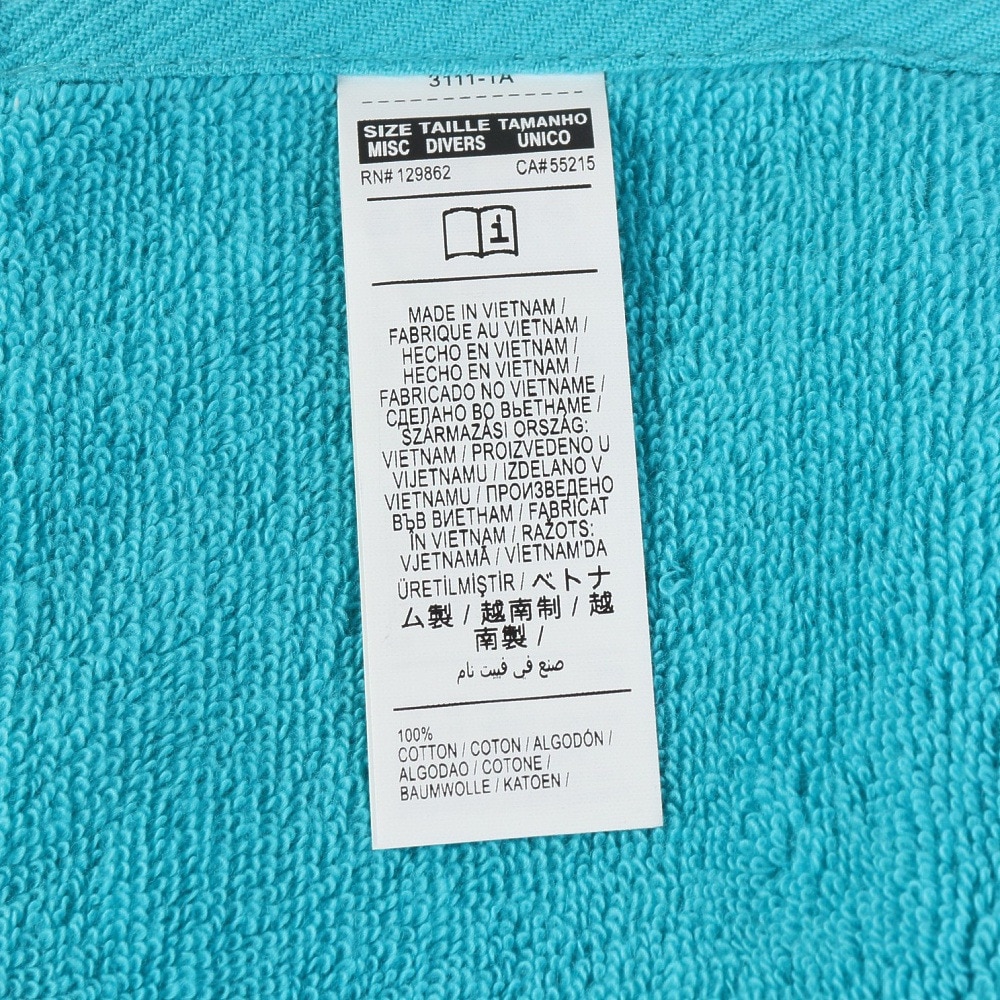 3111-1A
SIZE TAILLE TAMANHO
MISC DIVERS ÚNICO
RN# 129862 CA# 55215
i
MADE IN VIETNAM /
FABRIQUE AU VIETNAM /
HECHO EN VIETNAM /
HECHO EN VIETNAM /
FABRICADO NO VIETNAME /
СДЕЛАНО ВО ВЬЕТНАМЕ /
SZÁRMAZÁSI ORSZÁG:
VIETNAM / PROIZVEDENO U
VIJETNAMU / IZDELANO V
VIETNAMU / ПРОИЗВЕДЕНО
ВЪВ ВИЕТНАМ / FABRICAT
ÎN VIETNAM / RAŽOTS:
VJETNAMĀ / VİETNAM'DA
ÜRETİLMİŞTİR / ベトナ
ム製 / 越南制 / 越
南製 /
صنع في فييت نام
100%
COTTON / COTON / ALGODÓN /
ALGODAO / COTONE /
BAUMWOLLE / KATOEN /